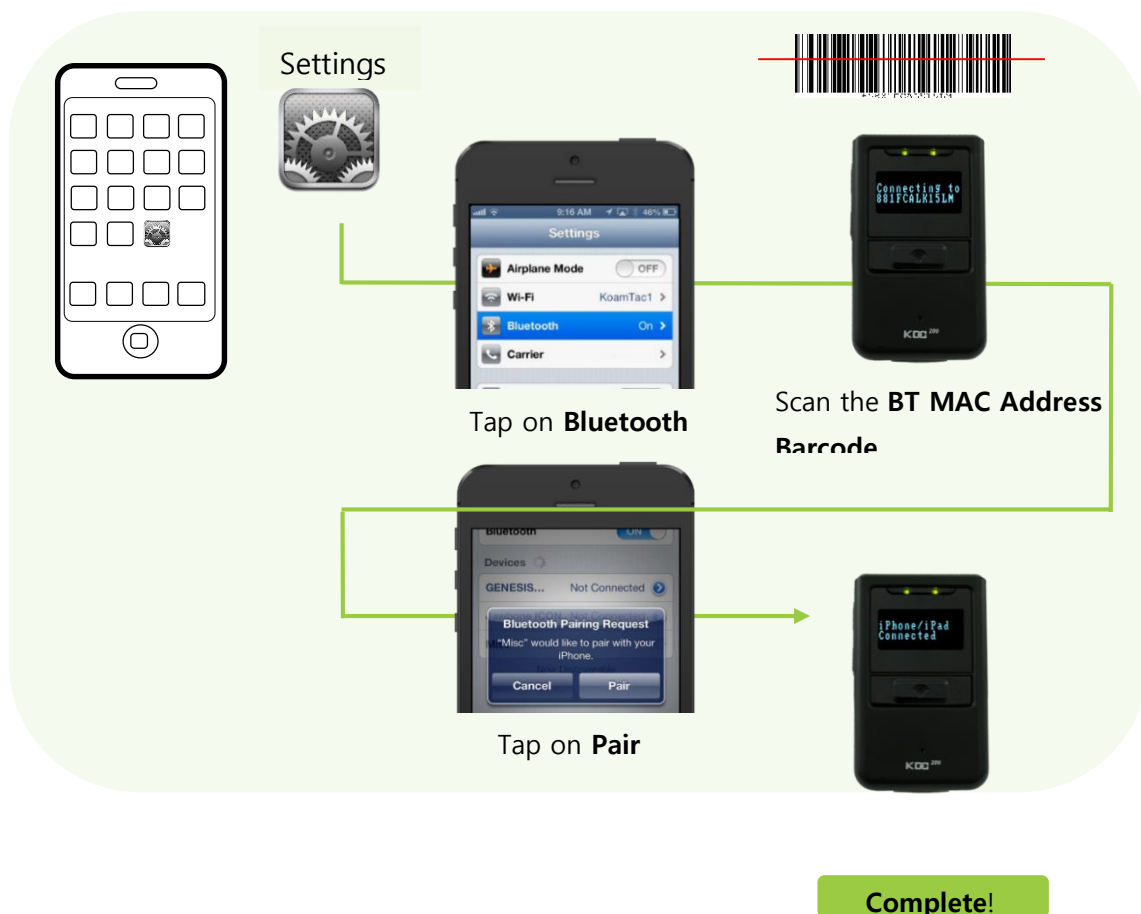 Settings
9:16 AM 46%
Settings
Airplane Mode OFF
Wi-Fi KoamTac1
Bluetooth On
Carrier
Tap on Bluetooth
Connecting to
KDC 200
Scan the BT MAC Address
Barcode
Bluetooth ON
Devices
GENESIS... Not Connected
Bluetooth Pairing Request
"Misc" would like to pair with your
iPhone.
Cancel Pair
Tap on Pair
iPhone/iPad
Connected
KDC 200
Complete!